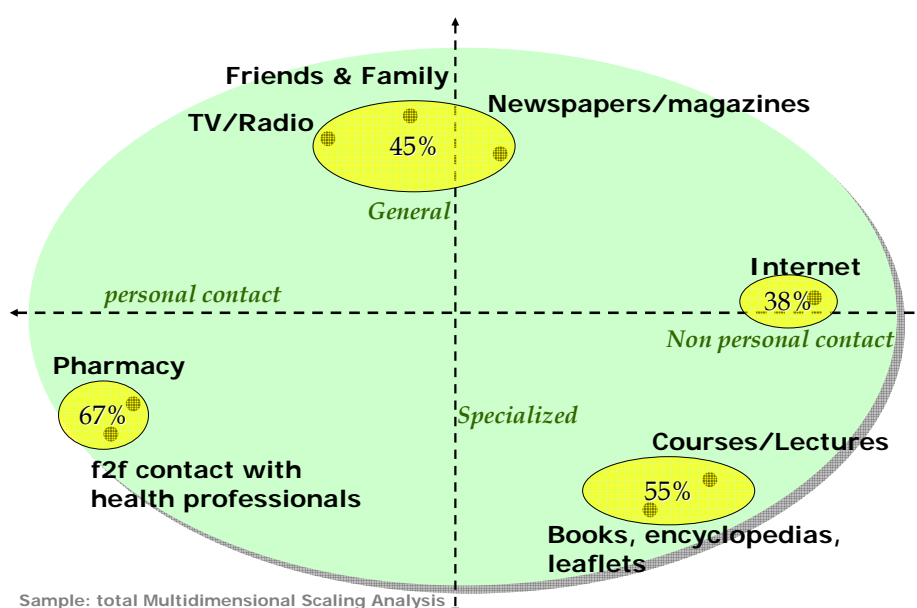 Friends & Family
Newspapers/magazines
TV/Radio
45%
General
Internet
personal contact
38%
Non personal contact
Pharmacy
67%
Specialized
Courses/Lectures
f2f contact with
health professionals
55%
Books, encyclopedias,
leaflets
Sample: total Multidimensional Scaling Analysis